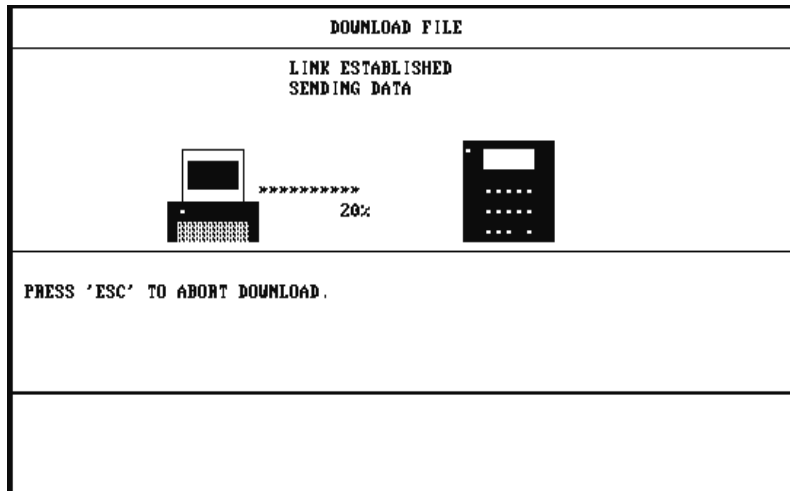 DOWNLOAD FILE
LINK ESTABLISHED
SENDING DATA
»»»»»»»»»»
20%
PRESS 'ESC' TO ABORT DOWNLOAD.